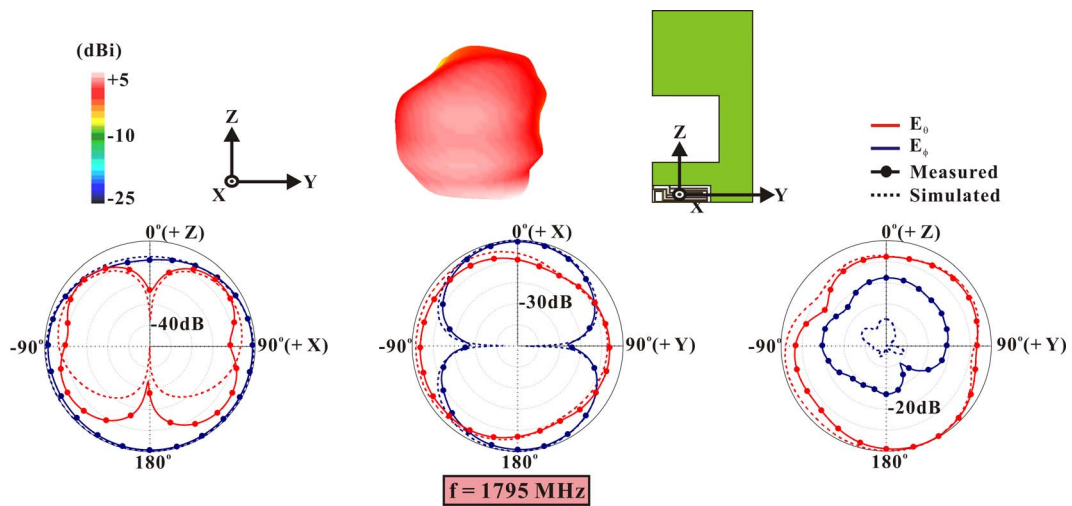 (dBi)
+5
-10
-25
Z
X
Y
Z
X
Y
E_θ
E_ϕ
Measured
Simulated
0°(+ Z)
-40dB
-90°
90°(+ X)
180°
0°(+ X)
-30dB
-90°
90°(+ Y)
180°
0°(+ Z)
-90°
90°(+ Y)
-20dB
180°
f = 1795 MHz